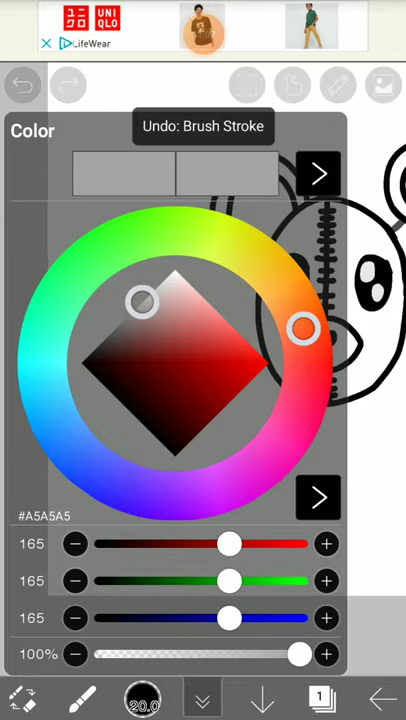 ユニ UNI
クロ QLO
LifeWear
Undo: Brush Stroke
Color
#A5A5A5
165
165
165
100%
20.0
1